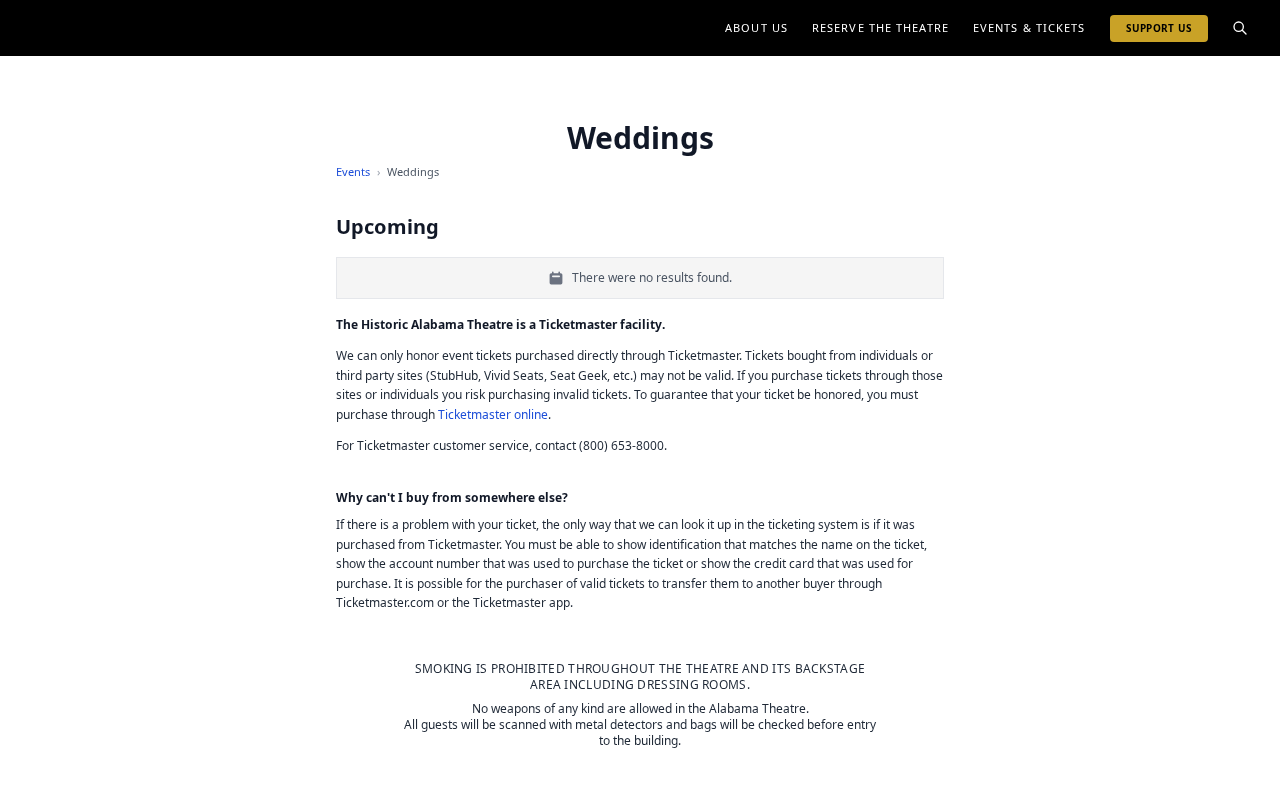 ABOUT US
RESERVE THE THEATRE
EVENTS & TICKETS
SUPPORT US
Weddings
Events › Weddings
Upcoming
There were no results found.
The Historic Alabama Theatre is a Ticketmaster facility.
We can only honor event tickets purchased directly through Ticketmaster. Tickets bought from individuals or
third party sites (StubHub, Vivid Seats, Seat Geek, etc.) may not be valid. If you purchase tickets through those
sites or individuals you risk purchasing invalid tickets. To guarantee that your ticket be honored, you must
purchase through Ticketmaster online.
For Ticketmaster customer service, contact (800) 653-8000.
Why can't I buy from somewhere else?
If there is a problem with your ticket, the only way that we can look it up in the ticketing system is if it was
purchased from Ticketmaster. You must be able to show identification that matches the name on the ticket,
show the account number that was used to purchase the ticket or show the credit card that was used for
purchase. It is possible for the purchaser of valid tickets to transfer them to another buyer through
Ticketmaster.com or the Ticketmaster app.
SMOKING IS PROHIBITED THROUGHOUT THE THEATRE AND ITS BACKSTAGE
AREA INCLUDING DRESSING ROOMS.
No weapons of any kind are allowed in the Alabama Theatre.
All guests will be scanned with metal detectors and bags will be checked before entry
to the building.